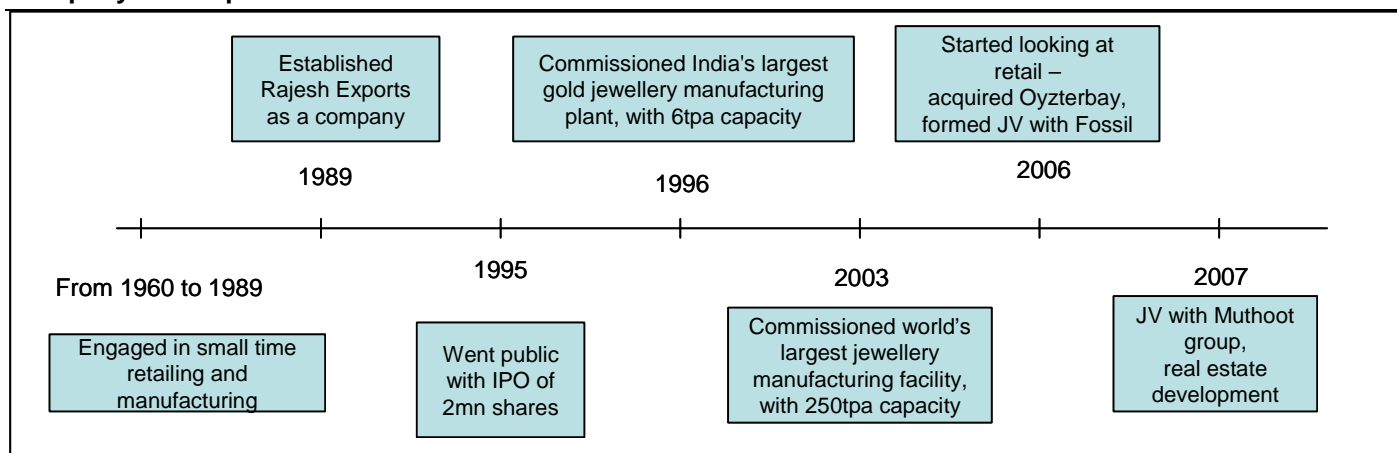 Established
Rajesh Exports
as a company
Commissioned India's largest
gold jewellery manufacturing
plant, with 6tpa capacity
Started looking at
retail –
acquired Oyzterbay,
formed JV with Fossil
1989
1996
2006
From 1960 to 1989
1995
2003
2007
Engaged in small time
retailing and
manufacturing
Went public
with IPO of
2mn shares
Commissioned world's
largest jewellery
manufacturing facility,
with 250tpa capacity
JV with Muthoot
group,
real estate
development